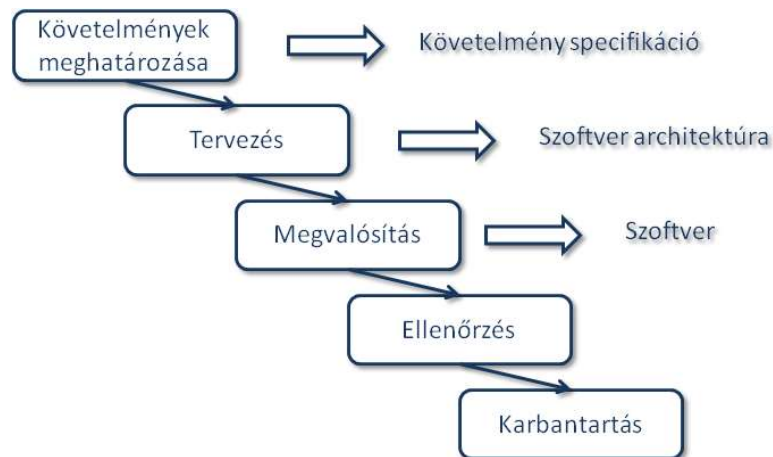 Követelmények
meghatározása
Követelmény specifikáció
Tervezés
Szoftver architektúra
Megvalósítás
Szoftver
Ellenőrzés
Karbantartás